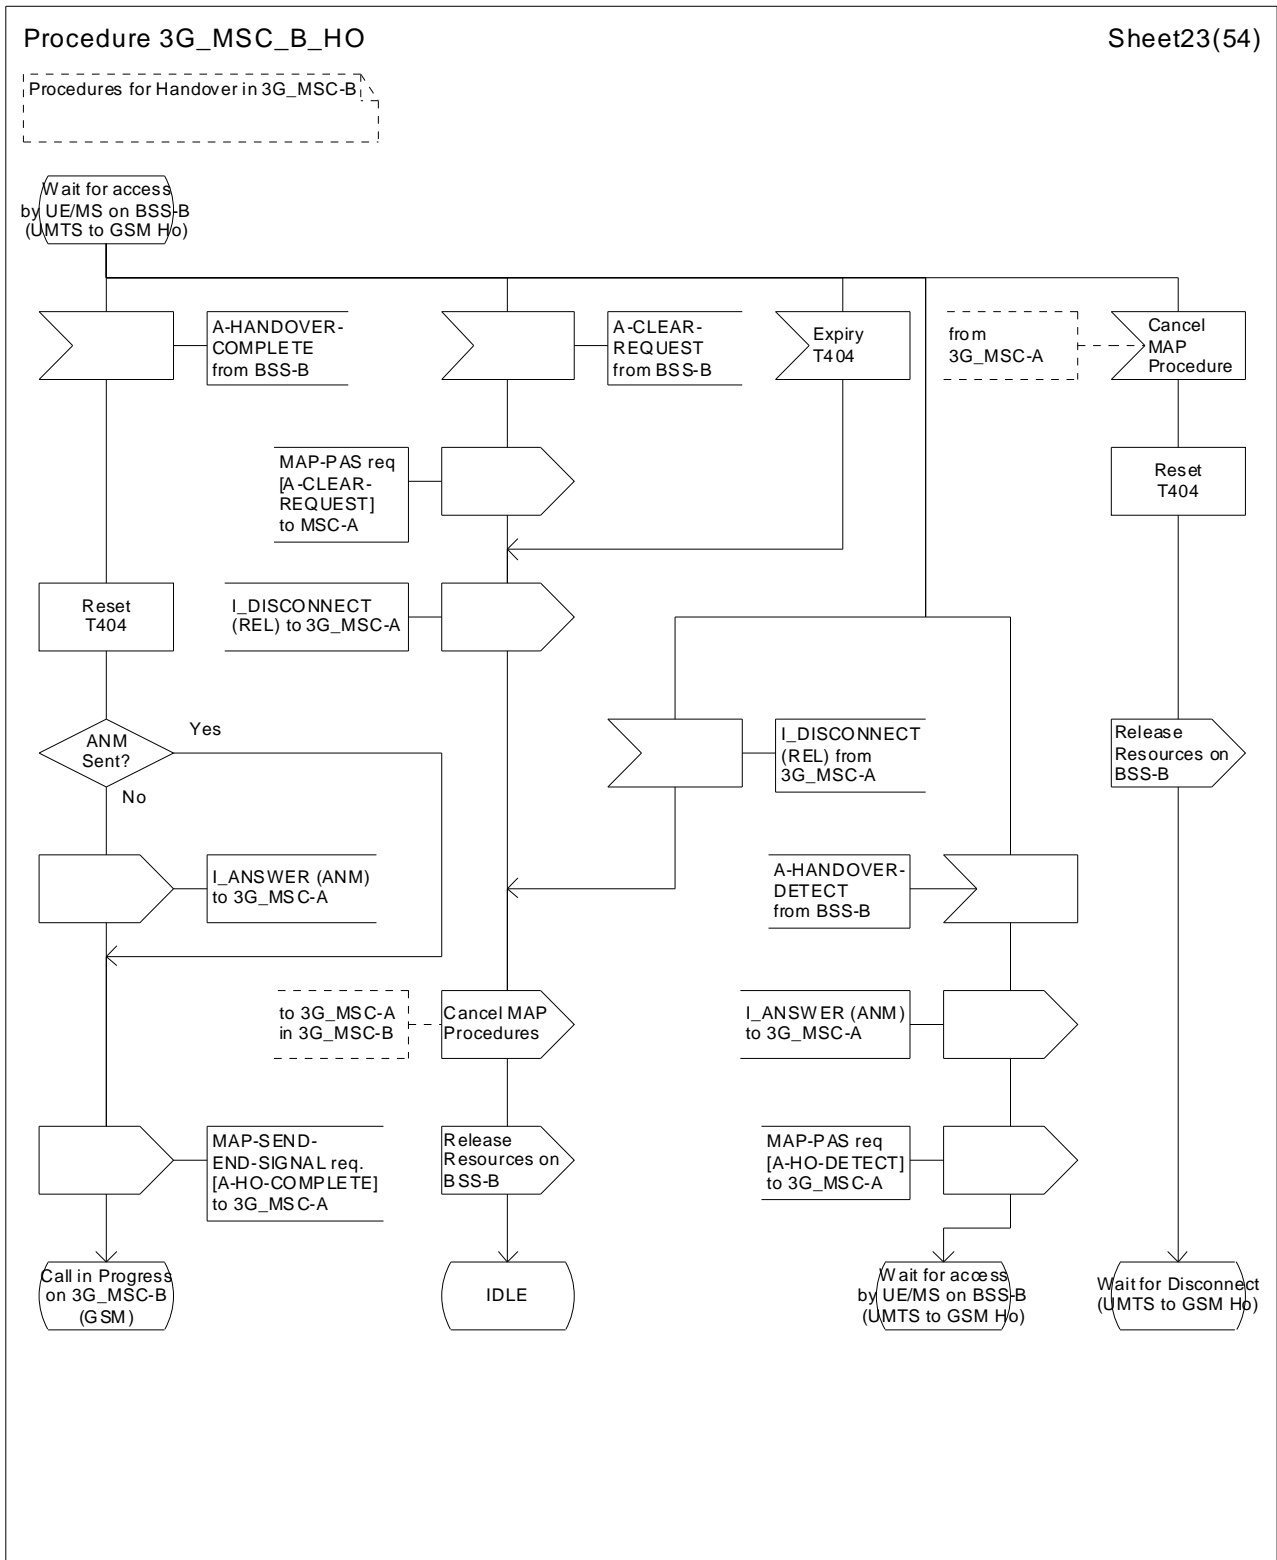 Procedure 3G_MSC_B_HO
Sheet23(54)
Procedures for Handover in 3G_MSC-B
Wait for access
by UE/MS on BSS-B
(UMTS to GSM Ho)
A-HANDOVER-
COMPLETE
from BSS-B
A-CLEAR-
REQUEST
from BSS-B
Expiry
T404
from
3G_MSC-A
Cancel
MAP
Procedure
MAP-PAS req
[A-CLEAR-
REQUEST]
to MSC-A
Reset
T404
Reset
T404
I_DISCONNECT
(REL) to 3G_MSC-A
ANM
Sent?
Yes
No
I_DISCONNECT
(REL) from
3G_MSC-A
Release
Resources on
BSS-B
I_ANSWER (ANM)
to 3G_MSC-A
A-HANDOVER-
DETECT
from BSS-B
to 3G_MSC-A
in 3G_MSC-B
Cancel MAP
Procedures
I_ANSWER (ANM)
to 3G_MSC-A
MAP-SEND-
END-SIGNAL req.
[A-HO-COMPLETE]
to 3G_MSC-A
Release
Resources on
BSS-B
MAP-PAS req
[A-HO-DETECT]
to 3G_MSC-A
Call in Progress
on 3G_MSC-B
(GSM)
IDLE
Wait for access
by UE/MS on BSS-B
(UMTS to GSM Ho)
Wait for Disconnect
(UMTS to GSM Ho)